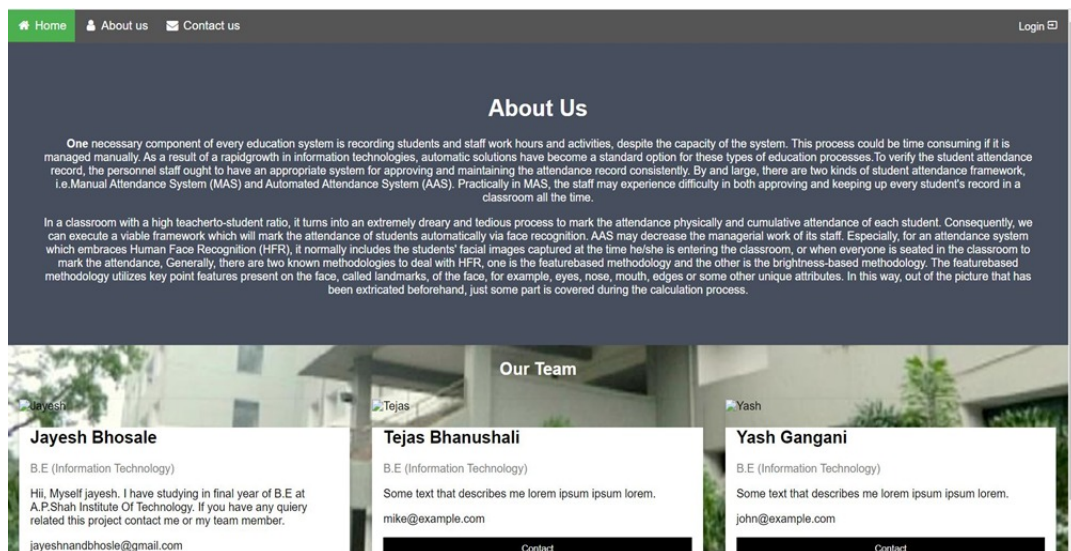 Home About us Contact us Login
About Us
One necessary component of every education system is recording students and staff work hours and activities, despite the capacity of the system. This process could be time consuming if it is
managed manually. As a result of a rapidgrowth in information technologies, automatic solutions have become a standard option for these types of education processes.To verify the student attendance
record, the personnel staff ought to have an appropriate system for approving and maintaining the attendance record consistently. By and large, there are two kinds of student attendance framework,
i.e.Manual Attendance System (MAS) and Automated Attendance System (AAS). Practically in MAS, the staff may experience difficulty in both approving and keeping up every student's record in a
classroom all the time.
In a classroom with a high teacherto-student ratio, it turns into an extremely dreary and tedious process to mark the attendance physically and cumulative attendance of each student. Consequently, we
can execute a viable framework which will mark the attendance of students automatically via face recognition. AAS may decrease the managerial work of its staff. Especially, for an attendance system
which embraces Human Face Recognition (HFR), it normally includes the students' facial images captured at the time he/she is entering the classroom, or when everyone is seated in the classroom to
mark the attendance, Generally, there are two known methodologies to deal with HFR, one is the featurebased methodology and the other is the brightness-based methodology. The featurebased
methodology utilizes key point features present on the face, called landmarks, of the face, for example, eyes, nose, mouth, edges or some other unique attributes. In this way, out of the picture that has
been extricated beforehand, just some part is covered during the calculation process.
Our Team
Jayesh
Jayesh Bhosale
B.E (Information Technology)
Hii, Myself jayesh. I have studying in final year of B.E at
A.P.Shah Institute Of Technology. If you have any quiery
related this project contact me or my team member.
jayeshnandbhosle@gmail.com
Tejas
Tejas Bhanushali
B.E (Information Technology)
Some text that describes me lorem ipsum ipsum lorem.
mike@example.com
Contact
Yash
Yash Gangani
B.E (Information Technology)
Some text that describes me lorem ipsum ipsum lorem.
john@example.com
Contact